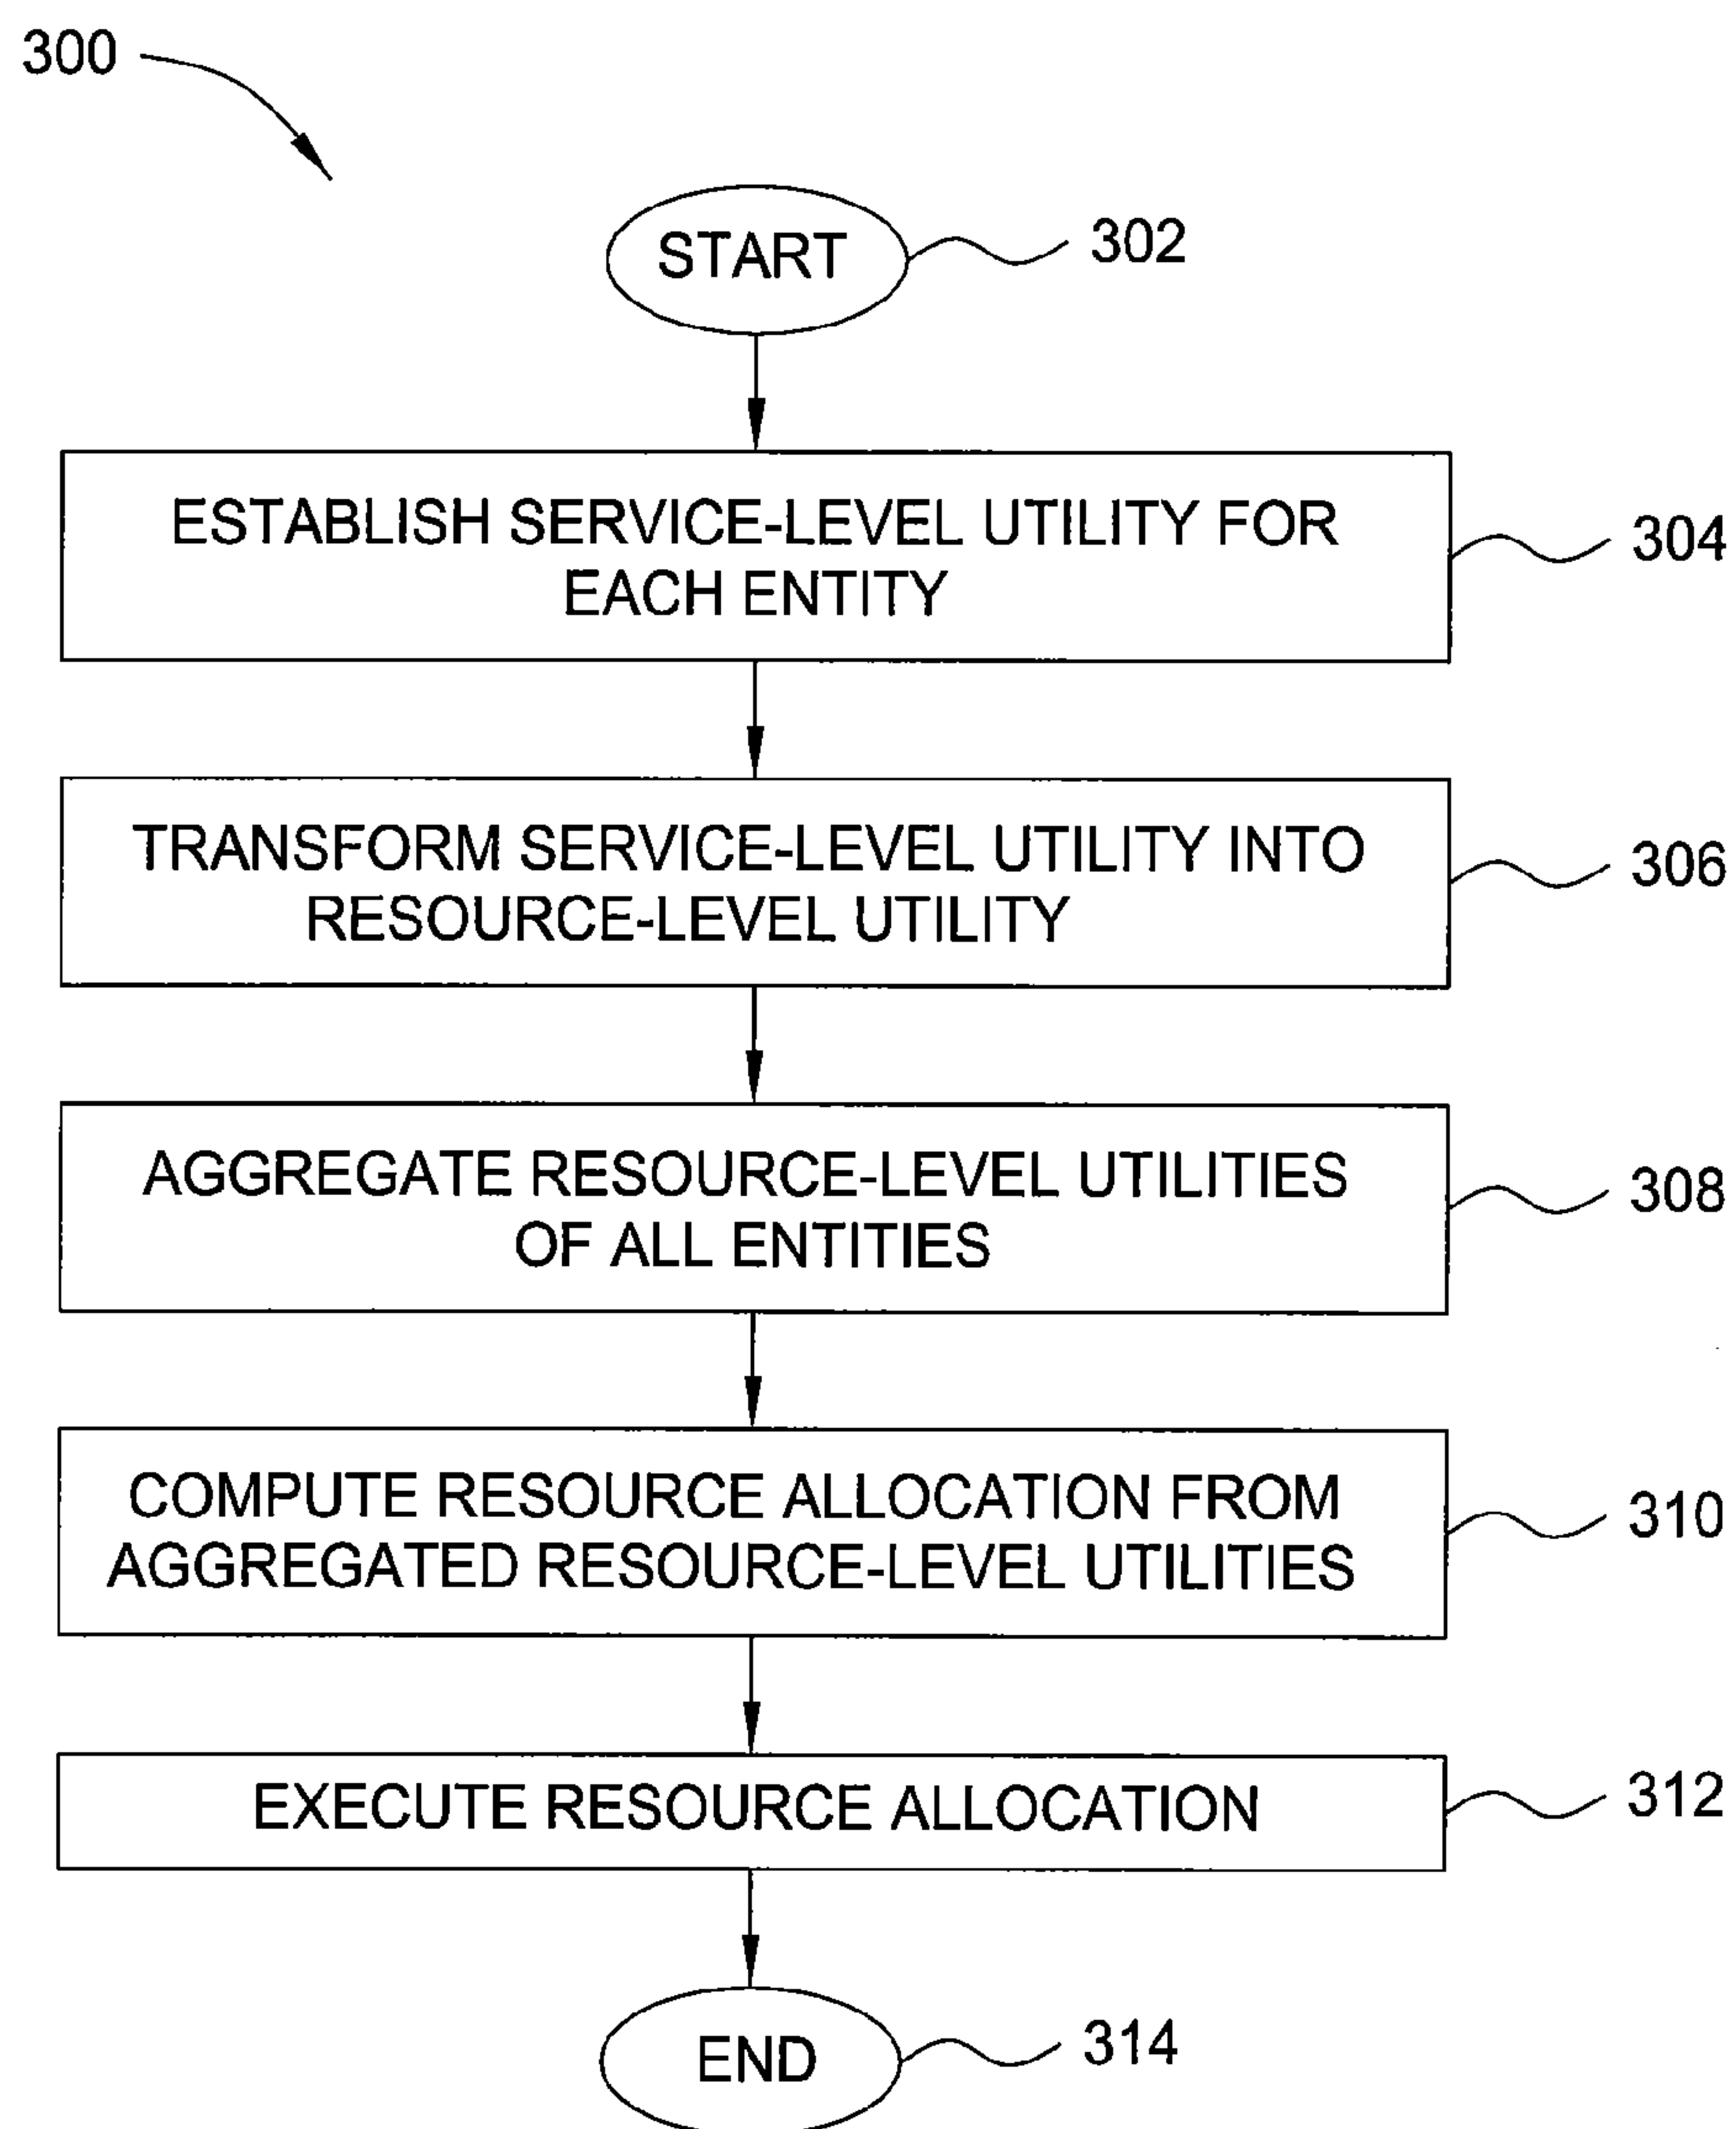 300
START
302
ESTABLISH SERVICE-LEVEL UTILITY FOR
EACH ENTITY
304
TRANSFORM SERVICE-LEVEL UTILITY INTO
RESOURCE-LEVEL UTILITY
306
AGGREGATE RESOURCE-LEVEL UTILITIES
OF ALL ENTITIES
308
COMPUTE RESOURCE ALLOCATION FROM
AGGREGATED RESOURCE-LEVEL UTILITIES
310
EXECUTE RESOURCE ALLOCATION
312
END
314